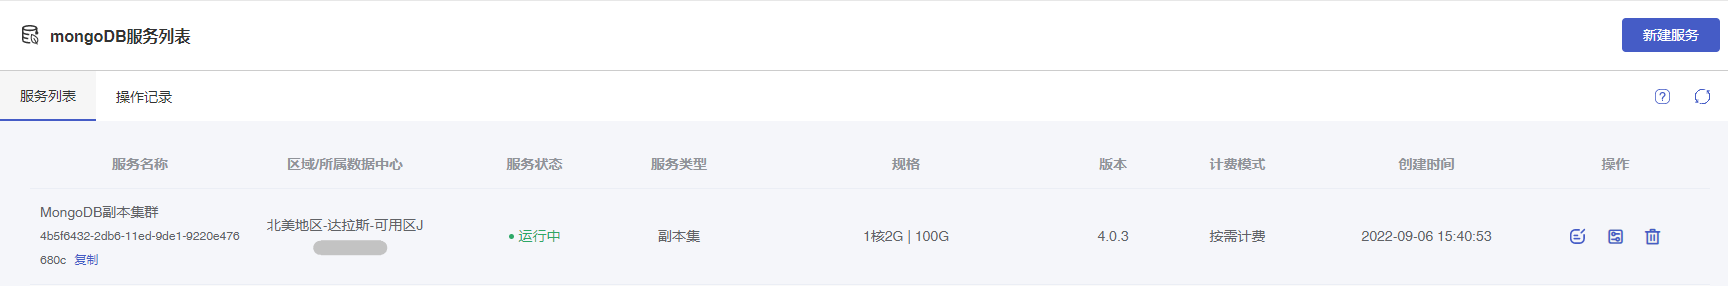 mongoDB服务列表
新建服务
服务列表 操作记录
服务名称 区域/所属数据中心 服务状态 服务类型 规格 版本 计费模式 创建时间 操作
MongoDB副本集群
4b5f6432-2db6-11ed-9de1-9220e476
680c 复制
北美地区-达拉斯-可用区J
运行中 副本集 1核2G | 100G 4.0.3 按需计费 2022-09-06 15:40:53